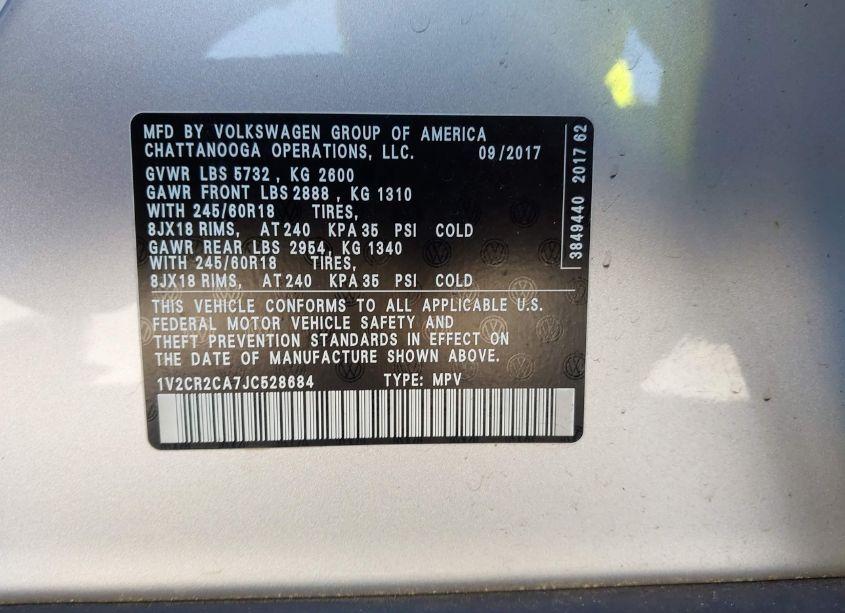 MFD BY VOLKSWAGEN GROUP OF AMERICA
CHATTANOOGA OPERATIONS, LLC. 09/2017
GVWR LBS 5732 , KG 2600
GAWR FRONT LBS 2888 , KG 1310
WITH 245/60R18 TIRES,
8JX18 RIMS, AT 240 KPA 35 PSI COLD
GAWR REAR LBS 2954, KG 1340
WITH 245/60R18 TIRES,
8JX18 RIMS, AT 240 KPA 35 PSI COLD
THIS VEHICLE CONFORMS TO ALL APPLICABLE U.S.
FEDERAL MOTOR VEHICLE SAFETY AND
THEFT PREVENTION STANDARDS IN EFFECT ON
THE DATE OF MANUFACTURE SHOWN ABOVE.
1V2CR2CA7JC528684 TYPE: MPV
3849440 2017 62